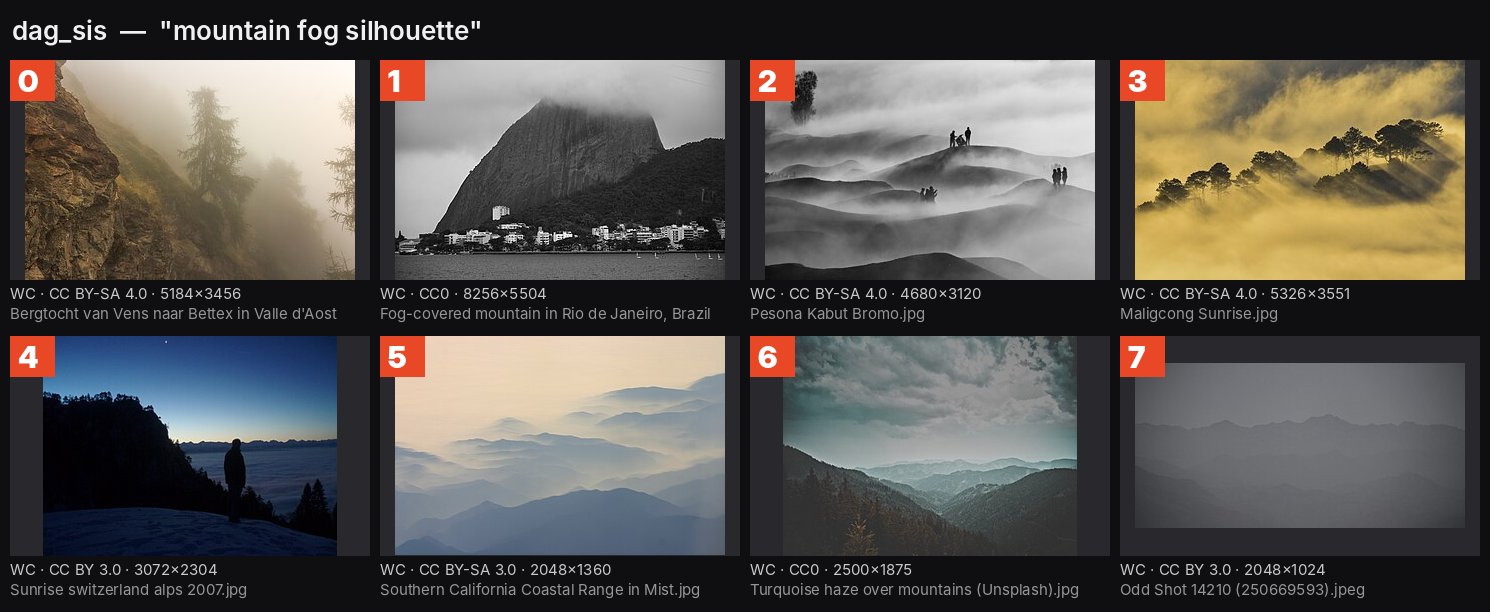 dag_sis — "mountain fog silhouette"
0
1
2
3
WC · CC BY-SA 4.0 · 5184×3456
Bergtocht van Vens naar Bettex in Valle d'Aost
WC · CC0 · 8256×5504
Fog-covered mountain in Rio de Janeiro, Brazil
WC · CC BY-SA 4.0 · 4680×3120
Pesona Kabut Bromo.jpg
WC · CC BY-SA 4.0 · 5326×3551
Maligcong Sunrise.jpg
4
5
6
7
WC · CC BY 3.0 · 3072×2304
Sunrise switzerland alps 2007.jpg
WC · CC BY-SA 3.0 · 2048×1360
Southern California Coastal Range in Mist.jpg
WC · CC0 · 2500×1875
Turquoise haze over mountains (Unsplash).jpg
WC · CC BY 3.0 · 2048×1024
Odd Shot 14210 (250669593).jpeg